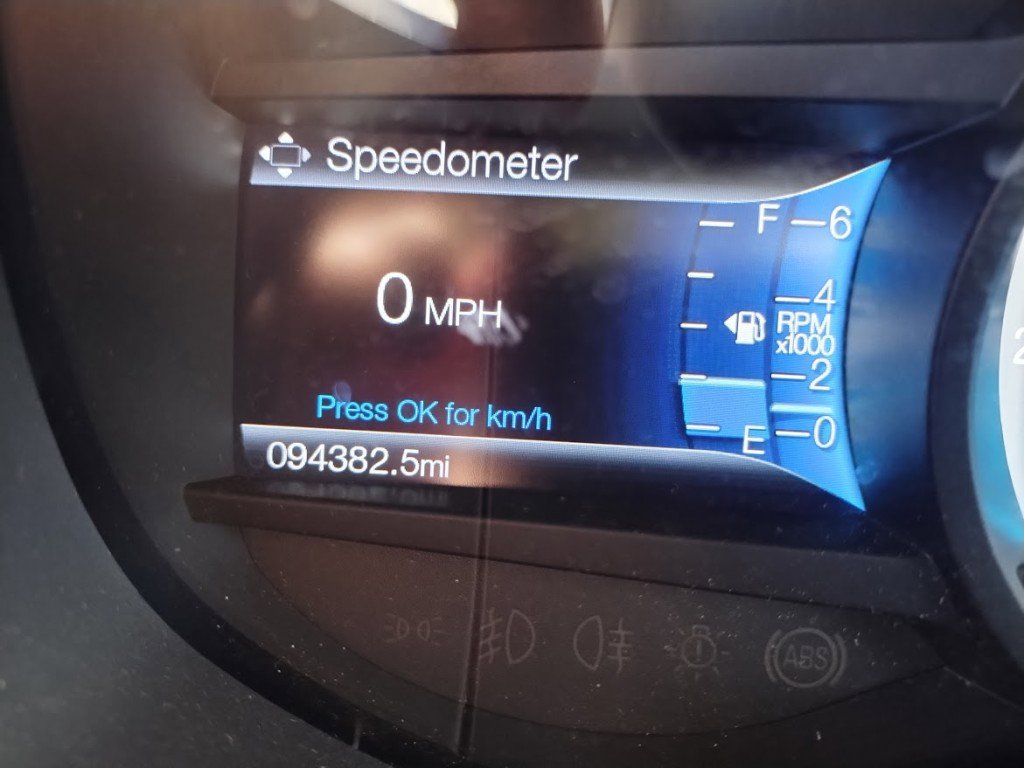 Speedometer
F
6
0 MPH
4
RPM
x1000
2
Press OK for km/h
E
0
094382.5mi
ABS